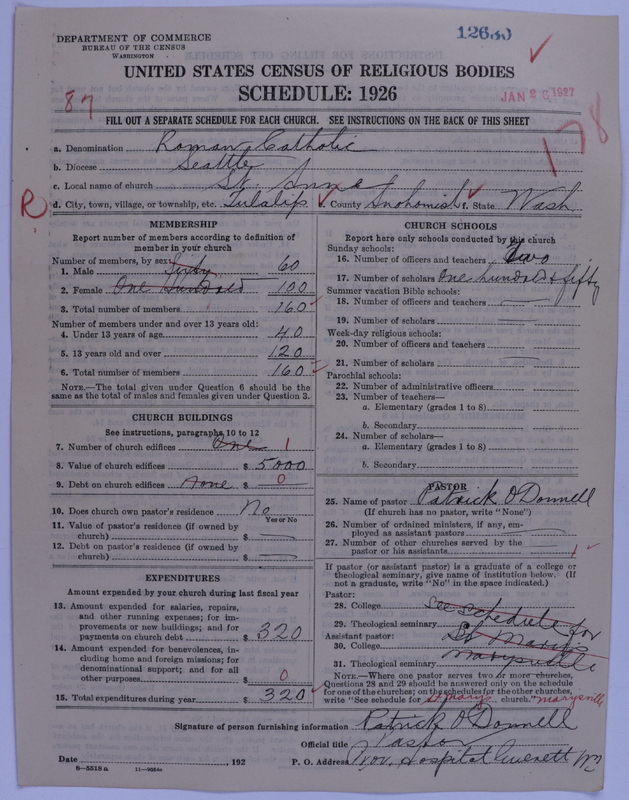 DEPARTMENT OF COMMERCE
BUREAU OF THE CENSUS
WASHINGTON
JAN 26 1927
UNITED STATES CENSUS OF RELIGIOUS BODIES
SCHEDULE: 1926
87
178
FILL OUT A SEPARATE SCHEDULE FOR EACH CHURCH. SEE INSTRUCTIONS ON THE BACK OF THIS SHEET
a. Denomination Roman Catholic
b. Diocese Seattle
c. Local name of church St. Anne
R d. City, town, village, or township, etc. Tulalip e. County Snohomish f. State Wash
MEMBERSHIP
Report number of members according to definition of
member in your church
Number of members, by sex:
1. Male Sixty 60
2. Female One Hundred 100
3. Total number of members 160
Number of members under and over 13 years old:
4. Under 13 years of age 40
5. 13 years old and over 120
6. Total number of members 160
NOTE.—The total given under Question 6 should be
same as the total of males and females given under Question 3.
CHURCH BUILDINGS
See instructions, paragraphs 10 to 12
7. Number of church edifices One 1
8. Value of church edifices $ 5000
9. Debt on church edifices None $ 0
10. Does church own pastor's residence No
Yes or No
11. Value of pastor's residence (if owned by
church) $
12. Debt on pastor's residence (if owned by
church) $
EXPENDITURES
Amount expended by your church during last fiscal year
13. Amount expended for salaries, repairs,
and other running expenses; for im-
provements or new buildings; and for
payments on church debt $ 320
14. Amount expended for benevolences, in-
cluding home and foreign missions; for
denominational support; and for all
other purposes $ 0
15. Total expenditures during year $ 320
CHURCH SCHOOLS
Report here only schools conducted by this church
Sunday schools:
16. Number of officers and teachers Two
17. Number of scholars One hundred & fifty
Summer vacation Bible schools:
18. Number of officers and teachers
19. Number of scholars
Week-day religious schools:
20. Number of officers and teachers
21. Number of scholars
Parochial schools:
22. Number of administrative officers
23. Number of teachers—
a. Elementary (grades 1 to 8)
b. Secondary
24. Number of scholars—
a. Elementary (grades 1 to 8)
b. Secondary
PASTOR
25. Name of pastor Patrick O'Donnell
(If church has no pastor, write "None")
26. Number of ordained ministers, if any, em-
ployed as assistant pastors
27. Number of other churches served by the
pastor or his assistants 1
If pastor (or assistant pastor) is a graduate of a college or
theological seminary, give name of institution below. (If
not, write "No" in the space indicated.)
Pastor:
28. College See schedule for
29. Theological seminary St Marys
Assistant pastor:
30. College Marysville
31. Theological seminary
NOTE.—Where one pastor serves two or more churches,
Questions 28 and 29 should be answered only on the schedule
for one of the churches; on the schedules for the other churches,
write "See schedule for St Mary's church." Marysville
Signature of person furnishing information Patrick O'Donnell
Official title Pastor
Date , 192 P. O. Address Prov. Hospital Everett
8—5518 a 11—9084